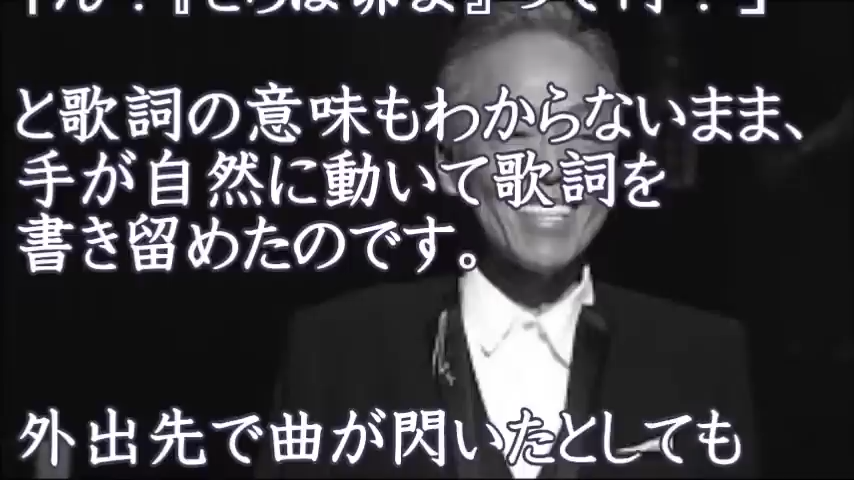 と歌詞の意味もわからないまま、
手が自然に動いて歌詞を
書き留めたのです。
外出先で曲が閃いたとしても